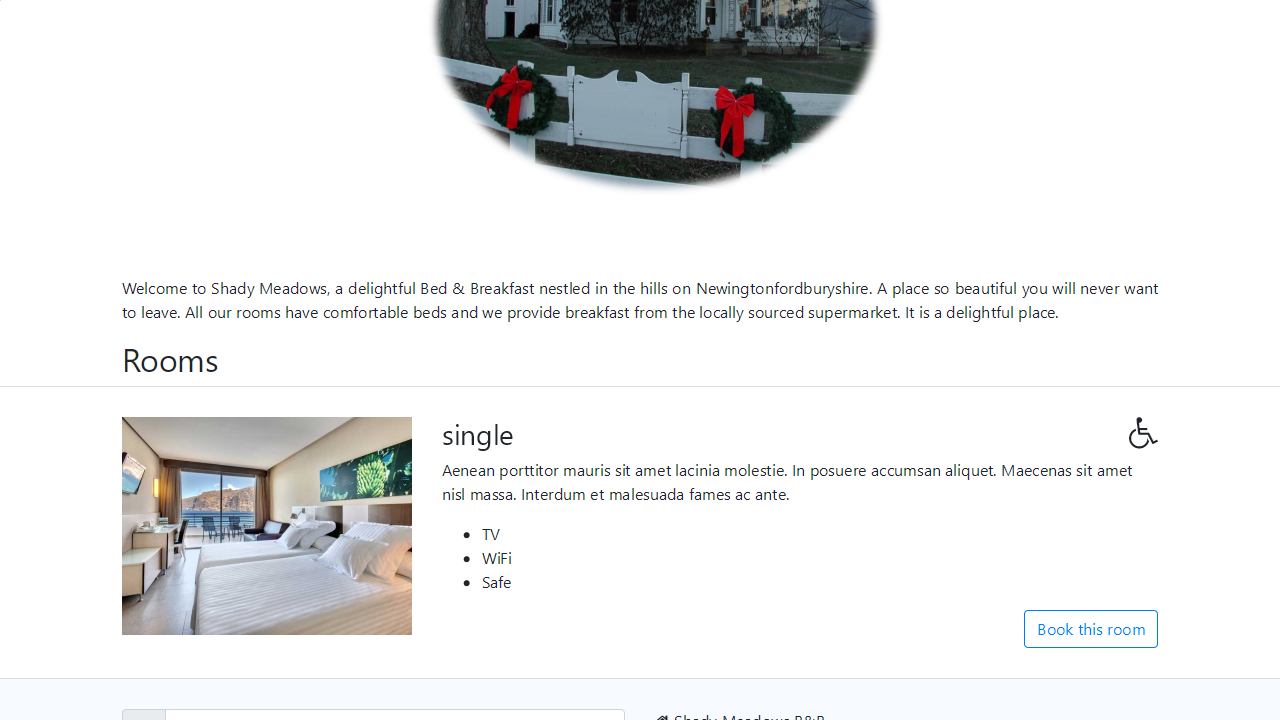 Welcome to Shady Meadows, a delightful Bed & Breakfast nestled in the hills on Newingtonfordburyshire. A place so beautiful you will never want
to leave. All our rooms have comfortable beds and we provide breakfast from the locally sourced supermarket. It is a delightful place.
Rooms
single
Aenean porttitor mauris sit amet lacinia molestie. In posuere accumsan aliquet. Maecenas sit amet
nisl massa. Interdum et malesuada fames ac ante.
TV
WiFi
Safe
Book this room
Shady Meadows B&B